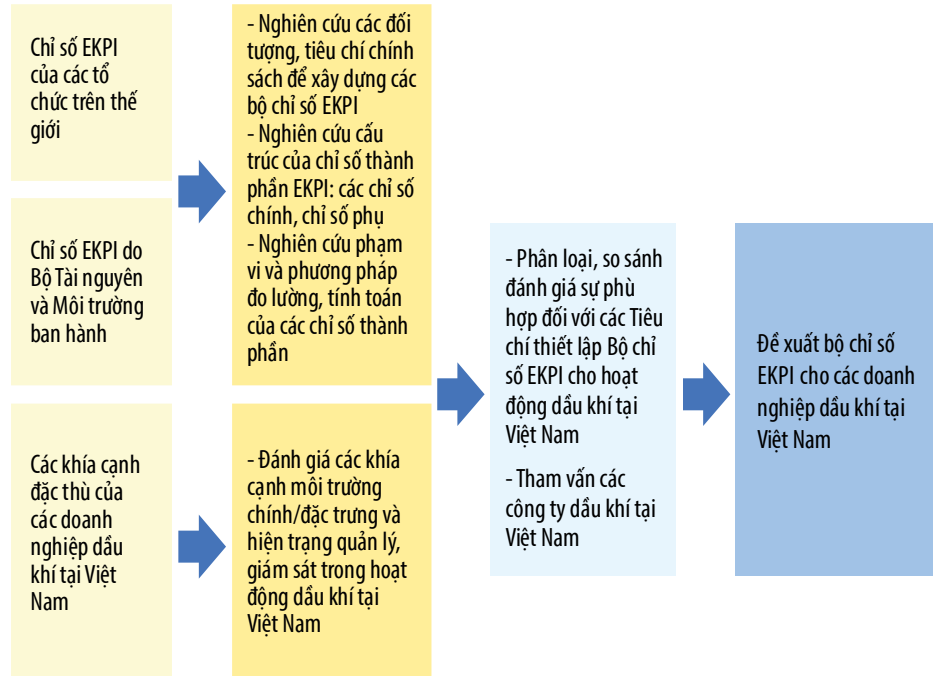 Chỉ số EKPI
của các tổ
chức trên thế
giới
Chỉ số EKPI do
Bộ Tài nguyên
và Môi trường
ban hành
Các khía cạnh
đặc thù của
các doanh
nghiệp dầu
khí tại Việt
Nam
- Nghiên cứu các đối
tượng, tiêu chí chính
sách để xây dựng các
bộ chỉ số EKPI
- Nghiên cứu cấu
trúc của chỉ số thành
phần EKPI: các chỉ số
chính, chỉ số phụ
- Nghiên cứu phạm
vi và phương pháp
đo lường, tính toán
của các chỉ số thành
phần
- Đánh giá các khía
cạnh môi trường
chính/đặc trưng và
hiện trạng quản lý,
giám sát trong hoạt
động dầu khí tại
Việt Nam
- Phân loại, so sánh
đánh giá sự phù
hợp đối với các Tiêu
chí thiết lập Bộ chỉ
số EKPI cho hoạt
động dầu khí tại
Việt Nam
- Tham vấn các
công ty dầu khí tại
Việt Nam
Đề xuất bộ chỉ số
EKPI cho các doanh
nghiệp dầu khí tại
Việt Nam